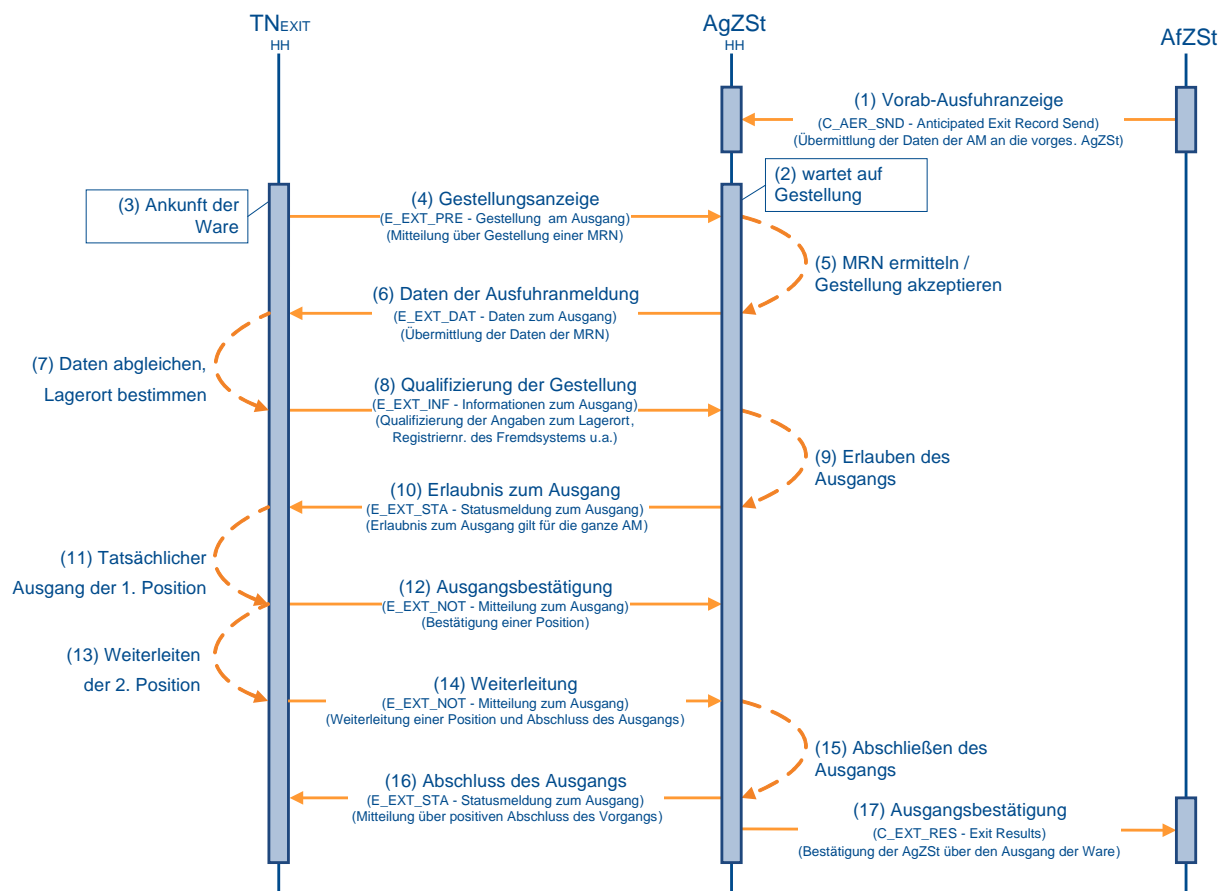 TNEXIT
HH
AgZSt
HH
AfZSt
(1) Vorab-Ausfuhranzeige
(C_AER_SND - Anticipated Exit Record Send)
(Übermittlung der Daten der AM an die vorges. AgZSt)
(2) wartet auf
Gestellung
(3) Ankunft der
Ware
(4) Gestellungsanzeige
(E_EXT_PRE - Gestellung am Ausgang)
(Mitteilung über Gestellung einer MRN)
(5) MRN ermitteln /
Gestellung akzeptieren
(6) Daten der Ausfuhranmeldung
(E_EXT_DAT - Daten zum Ausgang)
(Übermittlung der Daten der MRN)
(7) Daten abgleichen,
Lagerort bestimmen
(8) Qualifizierung der Gestellung
(E_EXT_INF - Informationen zum Ausgang)
(Qualifizierung der Angaben zum Lagerort,
Registriernr. des Fremdsystems u.a.)
(9) Erlauben des
Ausgangs
(10) Erlaubnis zum Ausgang
(E_EXT_STA - Statusmeldung zum Ausgang)
(Erlaubnis zum Ausgang gilt für die ganze AM)
(11) Tatsächlicher
Ausgang der 1. Position
(12) Ausgangsbestätigung
(E_EXT_NOT - Mitteilung zum Ausgang)
(Bestätigung einer Position)
(13) Weiterleiten
der 2. Position
(14) Weiterleitung
(E_EXT_NOT - Mitteilung zum Ausgang)
(Weiterleitung einer Position und Abschluss des Ausgangs)
(15) Abschließen des
Ausgangs
(16) Abschluss des Ausgangs
(E_EXT_STA - Statusmeldung zum Ausgang)
(Mitteilung über positiven Abschluss des Vorgangs)
(17) Ausgangsbestätigung
(C_EXT_RES - Exit Results)
(Bestätigung der AgZSt über den Ausgang der Ware)